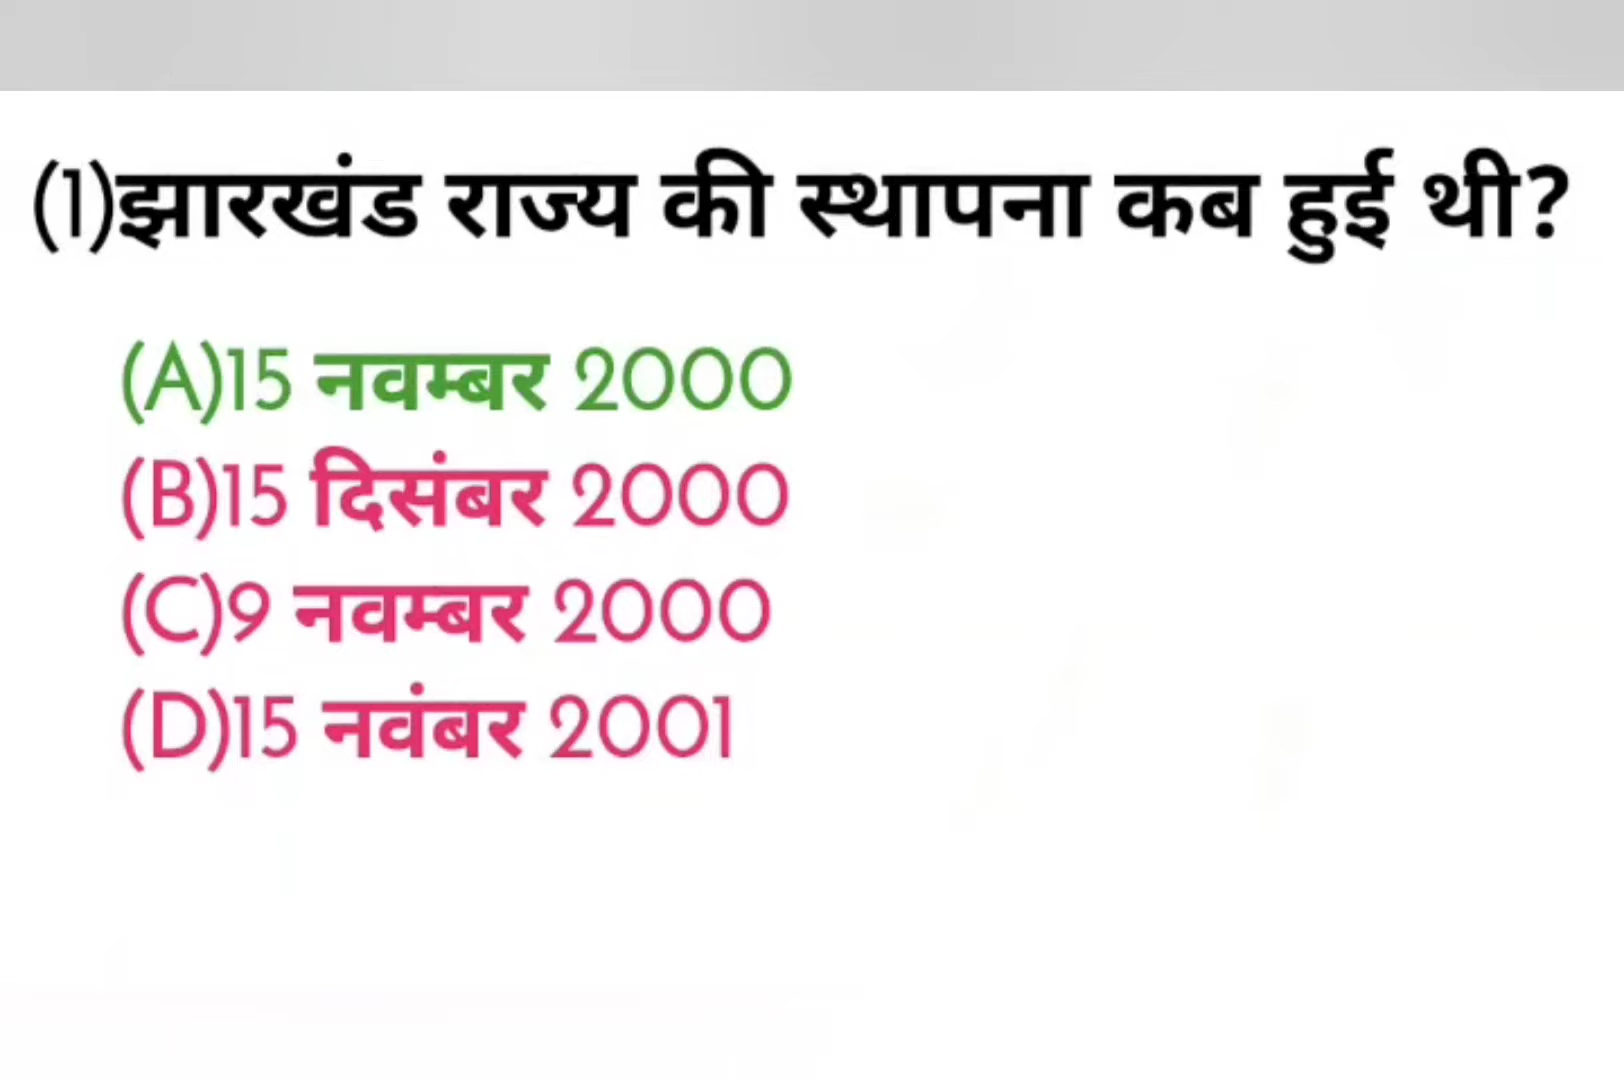 (1)झारखंड राज्य की स्थापना कब हुई थी?
(A)15 नवम्बर 2000
(B)15 दिसंबर 2000
(C)9 नवम्बर 2000
(D)15 नवंबर 2001